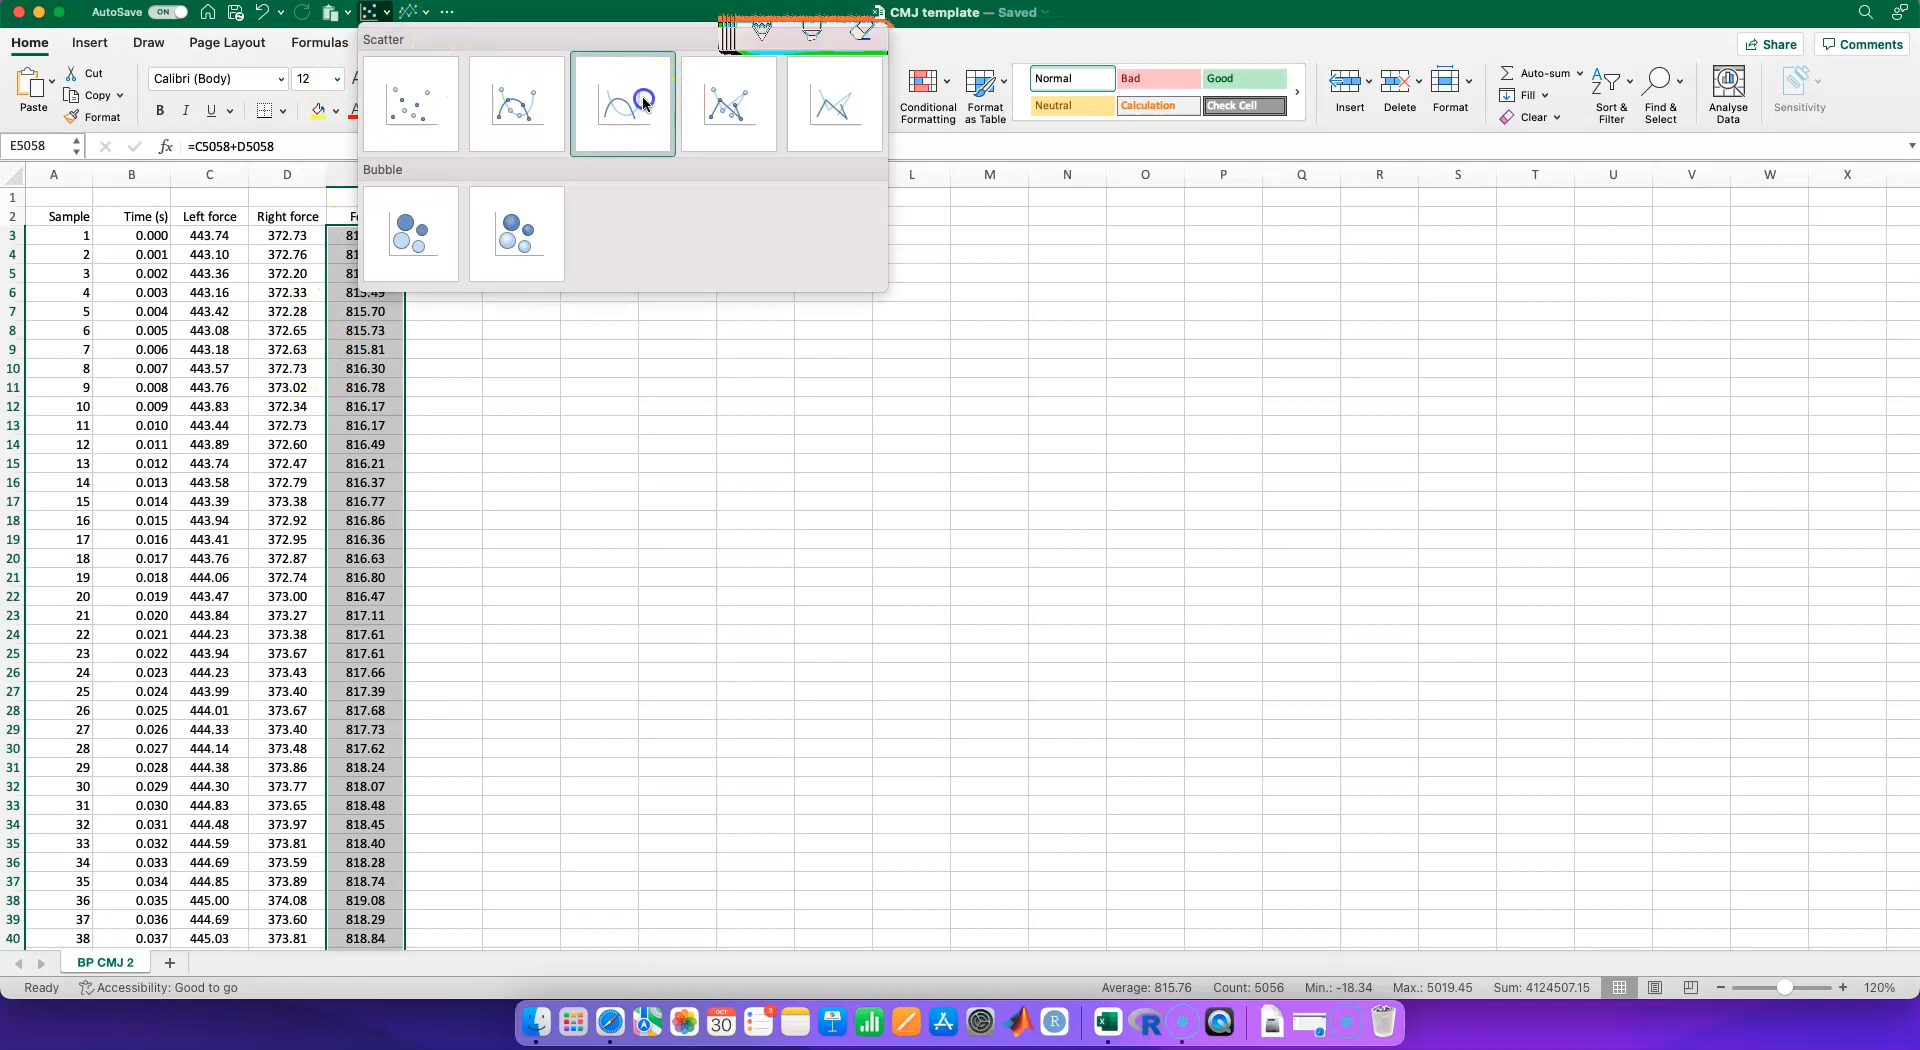 AutoSave ON CMJ template — Saved
Home Insert Draw Page Layout Formulas Share Comments
Scatter
Bubble
Paste Cut Copy Format
Calibri (Body) 12
B I U
Conditional Formatting Format as Table
Normal Bad Good
Neutral Calculation Check Cell
Insert Delete Format
Auto-sum Fill Clear
Sort & Filter Find & Select Analyse Data Sensitivity
E5058 fx =C5058+D5058
A B C D L M N O P Q R S T U V W X
1
2 Sample Time (s) Left force Right force
3 1 0.000 443.74 372.73
4 2 0.001 443.10 372.76
5 3 0.002 443.36 372.20
6 4 0.003 443.16 372.33 815.49
7 5 0.004 443.42 372.28 815.70
8 6 0.005 443.08 372.65 815.73
9 7 0.006 443.18 372.63 815.81
10 8 0.007 443.57 372.73 816.30
11 9 0.008 443.76 373.02 816.78
12 10 0.009 443.83 372.34 816.17
13 11 0.010 443.44 372.73 816.17
14 12 0.011 443.89 372.60 816.49
15 13 0.012 443.74 372.47 816.21
16 14 0.013 443.58 372.79 816.37
17 15 0.014 443.39 373.38 816.77
18 16 0.015 443.94 372.92 816.86
19 17 0.016 443.41 372.95 816.36
20 18 0.017 443.76 372.87 816.63
21 19 0.018 444.06 372.74 816.80
22 20 0.019 443.47 373.00 816.47
23 21 0.020 443.84 373.27 817.11
24 22 0.021 444.23 373.38 817.61
25 23 0.022 443.94 373.67 817.61
26 24 0.023 444.23 373.43 817.66
27 25 0.024 443.99 373.40 817.39
28 26 0.025 444.01 373.67 817.68
29 27 0.026 444.33 373.40 817.73
30 28 0.027 444.14 373.48 817.62
31 29 0.028 444.38 373.86 818.24
32 30 0.029 444.30 373.77 818.07
33 31 0.030 444.83 373.65 818.48
34 32 0.031 444.48 373.97 818.45
35 33 0.032 444.59 373.81 818.40
36 34 0.033 444.69 373.59 818.28
37 35 0.034 444.85 373.89 818.74
38 36 0.035 445.00 374.08 819.08
39 37 0.036 444.69 373.60 818.29
40 38 0.037 445.03 373.81 818.84
BP CMJ 2
Ready Accessibility: Good to go Average: 815.76 Count: 5056 Min.: -18.34 Max.: 5019.45 Sum: 4124507.15 120%
OCT 30 3